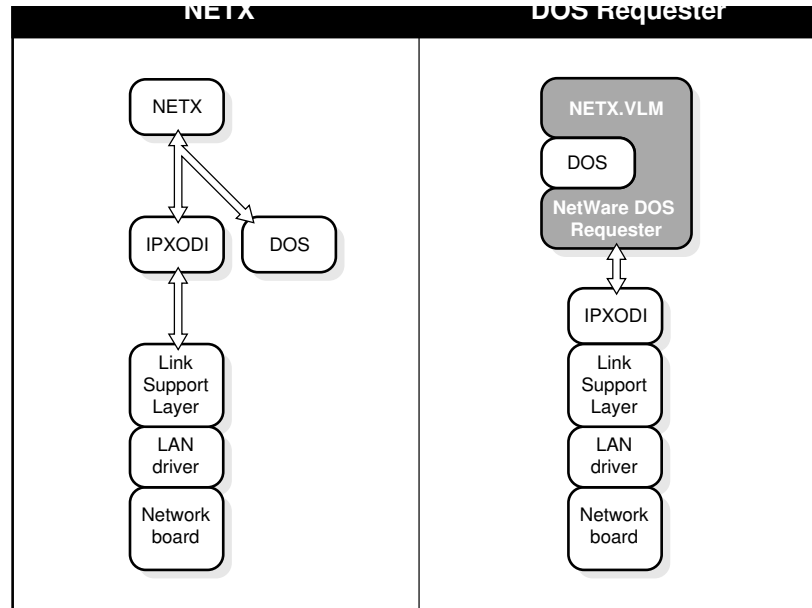 NETX
DOS Requester
NETX
IPXODI
DOS
Link
Support
Layer
LAN
driver
Network
board
NETX.VLM
DOS
NetWare DOS
Requester
IPXODI
Link
Support
Layer
LAN
driver
Network
board